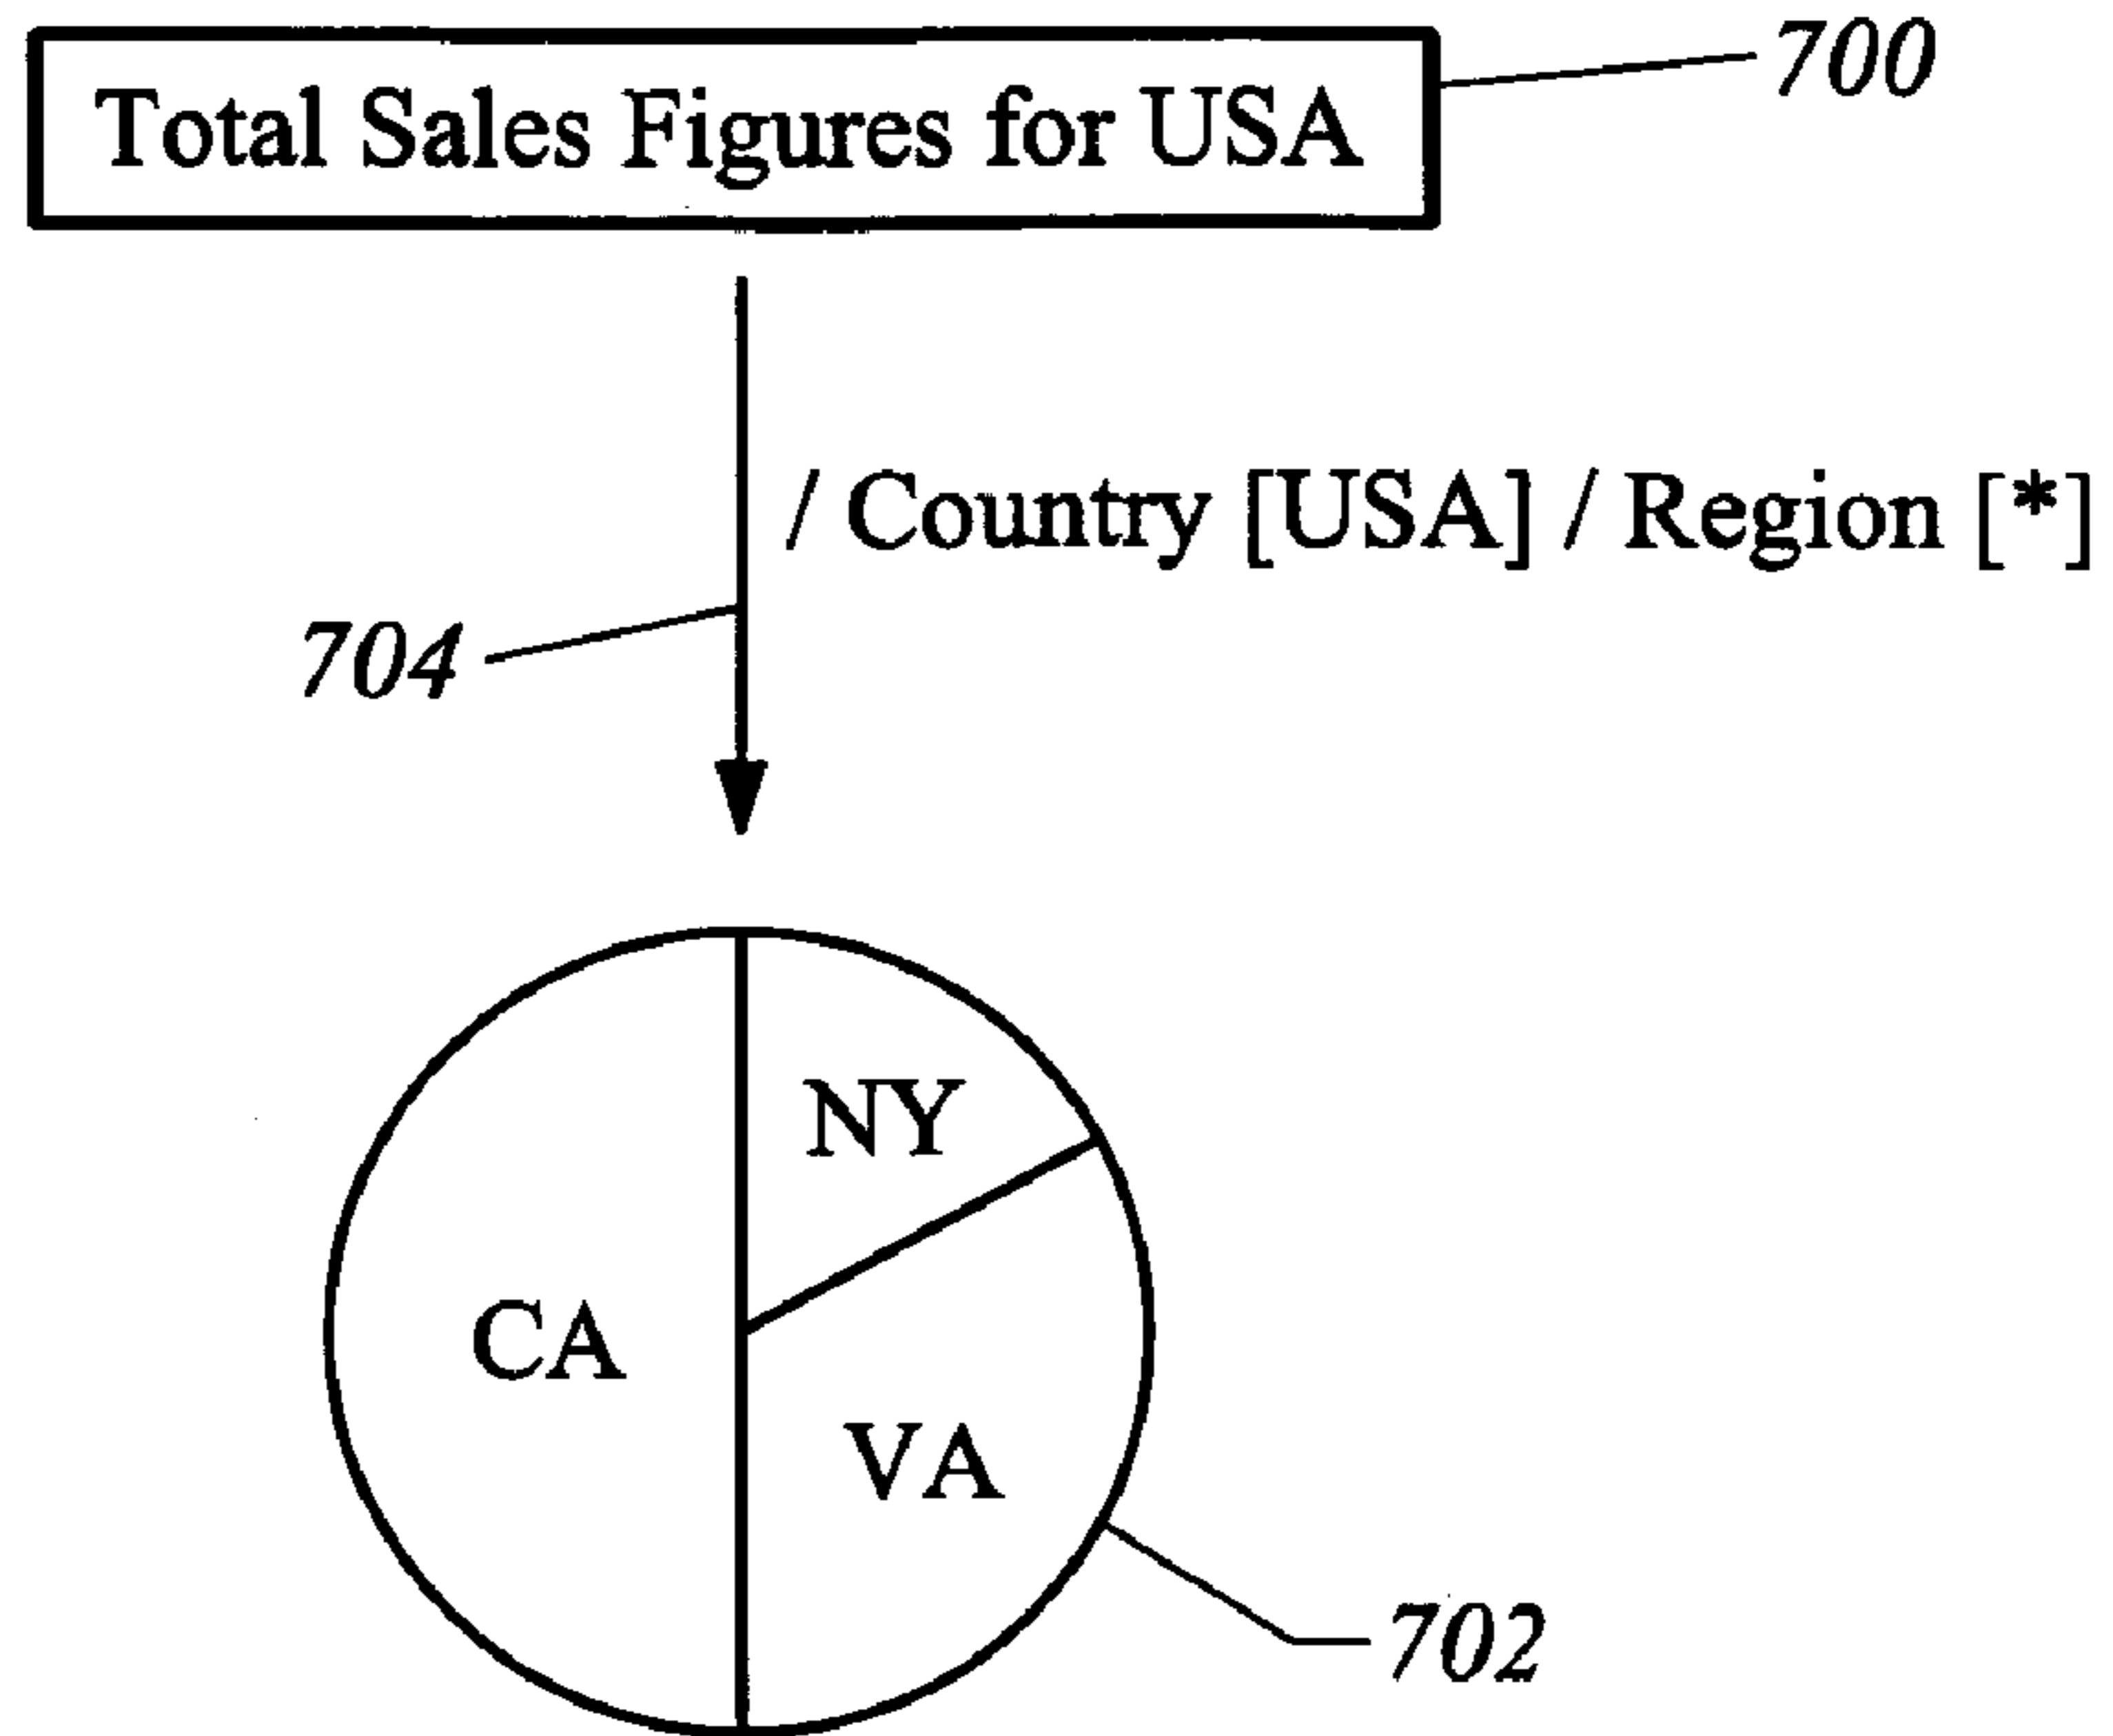 700
Total Sales Figures for USA
/ Country [USA] / Region [*]
704
NY
CA
VA
702